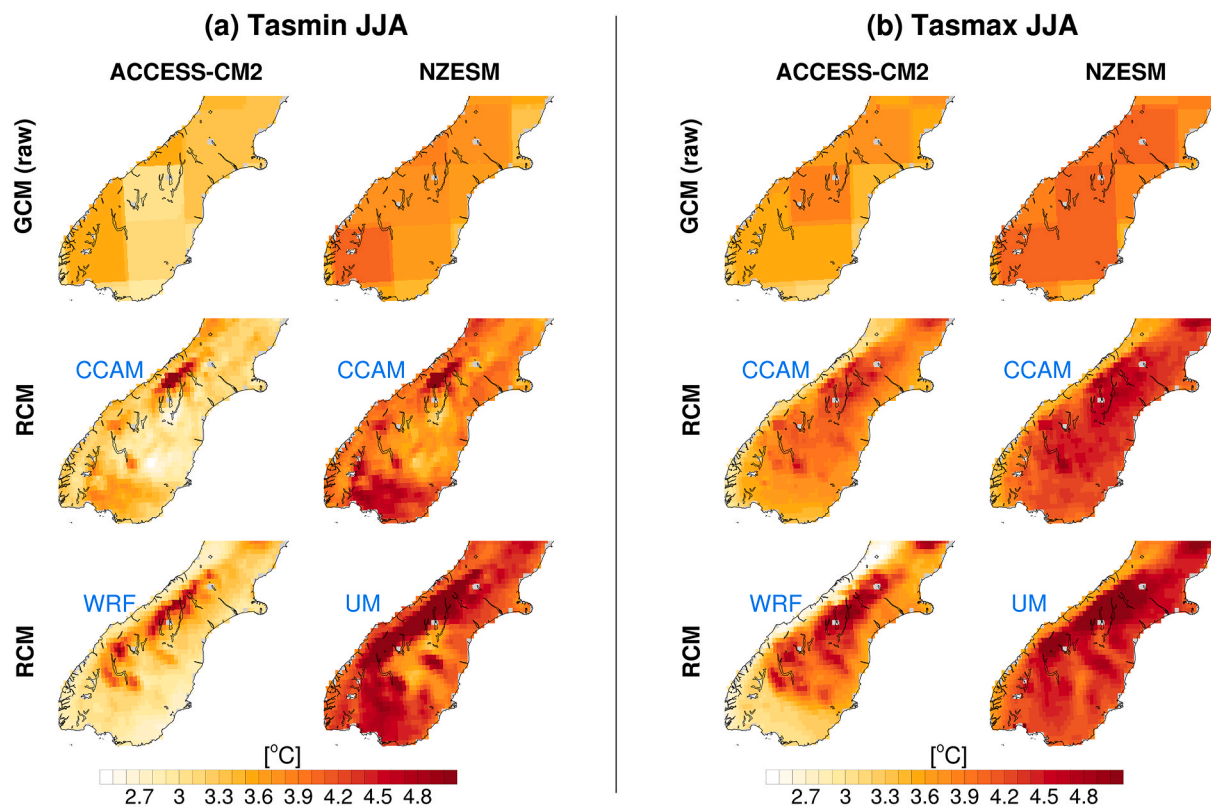 (a) Tasmin JJA
(b) Tasmax JJA
ACCESS-CM2
NZESM
ACCESS-CM2
NZESM
GCM (raw)
GCM (raw)
RCM
CCAM
CCAM
RCM
CCAM
CCAM
RCM
WRF
UM
RCM
WRF
UM
[°C]
[°C]
2.7 3 3.3 3.6 3.9 4.2 4.5 4.8
2.7 3 3.3 3.6 3.9 4.2 4.5 4.8